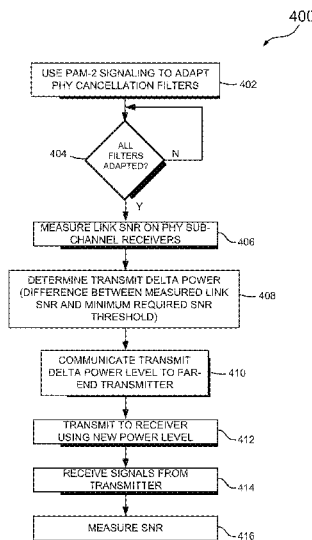 400
USE PAM-2 SIGNALING TO ADAPT
PHY CANCELLATION FILTERS
402
404
ALL
FILTERS
ADAPTED?
N
Y
MEASURE LINK SNR ON PHY SUB-
CHANNEL RECEIVERS
406
DETERMINE TRANSMIT DELTA POWER
(DIFFERENCE BETWEEN MEASURED LINK
SNR AND MINIMUM REQUIRED SNR
THRESHOLD)
408
COMMUNICATE TRANSMIT
DELTA POWER LEVEL TO FAR-
END TRANSMITTER
410
TRANSMIT TO RECEIVER
USING NEW POWER LEVEL
412
RECEIVE SIGNALS FROM
TRANSMITTER
414
MEASURE SNR
416